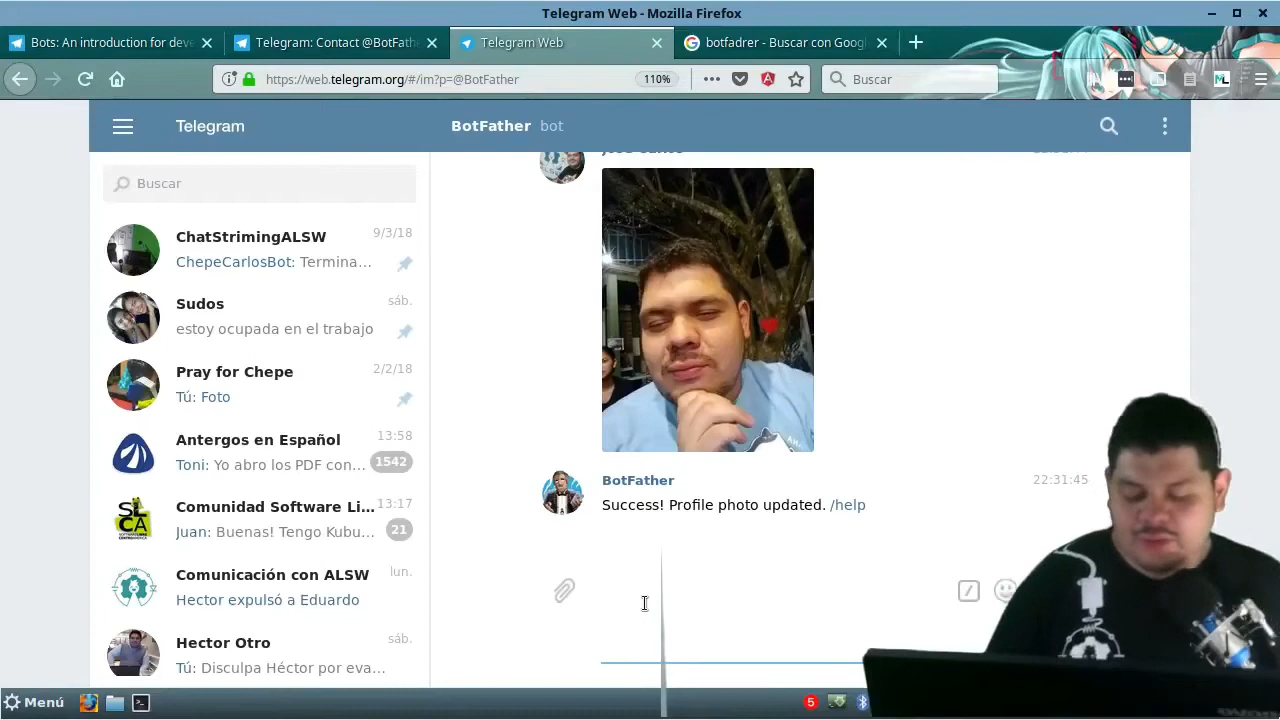 Telegram Web - Mozilla Firefox
Bots: An introduction for deve
Telegram: Contact @BotFathe
Telegram Web
botfadrer - Buscar con Googl
https://web.telegram.org/#/im?p=@BotFather
110%
Buscar
Telegram
BotFather bot
Buscar
ChatStrimingALSW 9/3/18
ChepeCarlosBot: Termina...
Sudos sáb.
estoy ocupada en el trabajo
Pray for Chepe 2/2/18
Tú: Foto
Antergos en Español 13:58
Toni: Yo abro los PDF con... 1542
Comunidad Software Li... 13:17
Juan: Buenas! Tengo Kubu... 21
Comunicación con ALSW lun.
Hector expulsó a Eduardo
Hector Otro sáb.
Tú: Disculpa Héctor por eva...
BotFather 22:31:45
Success! Profile photo updated. /help
Menú
5